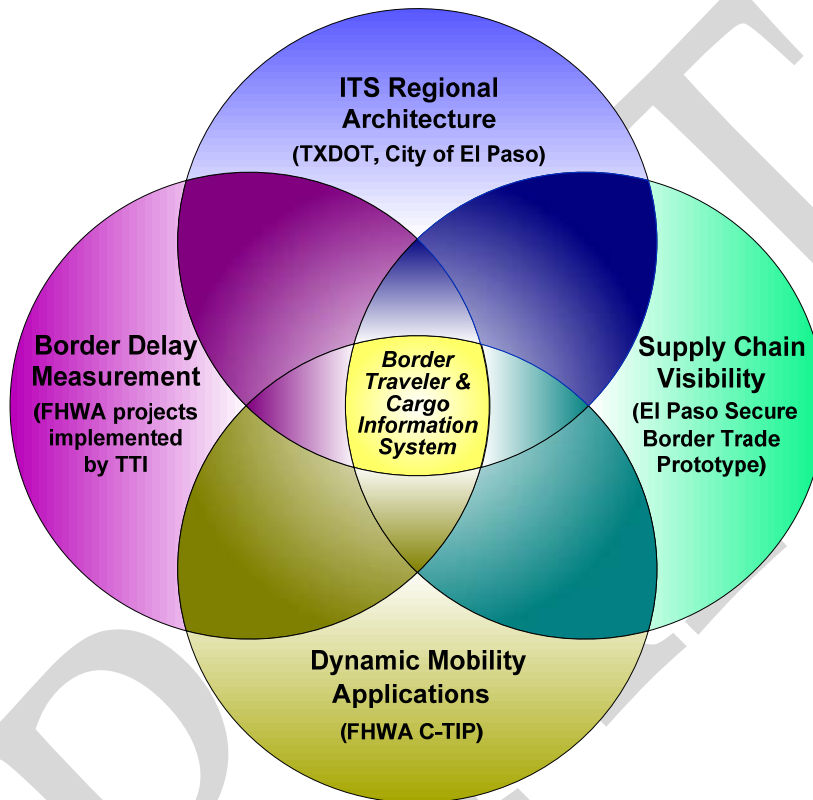 ITS Regional
Architecture
(TXDOT, City of El Paso)
Border Delay
Measurement
(FHWA projects
implemented
by TTI
Border
Traveler &
Cargo
Information
System
Supply Chain
Visibility
(El Paso Secure
Border Trade
Prototype)
Dynamic Mobility
Applications
(FHWA C-TIP)